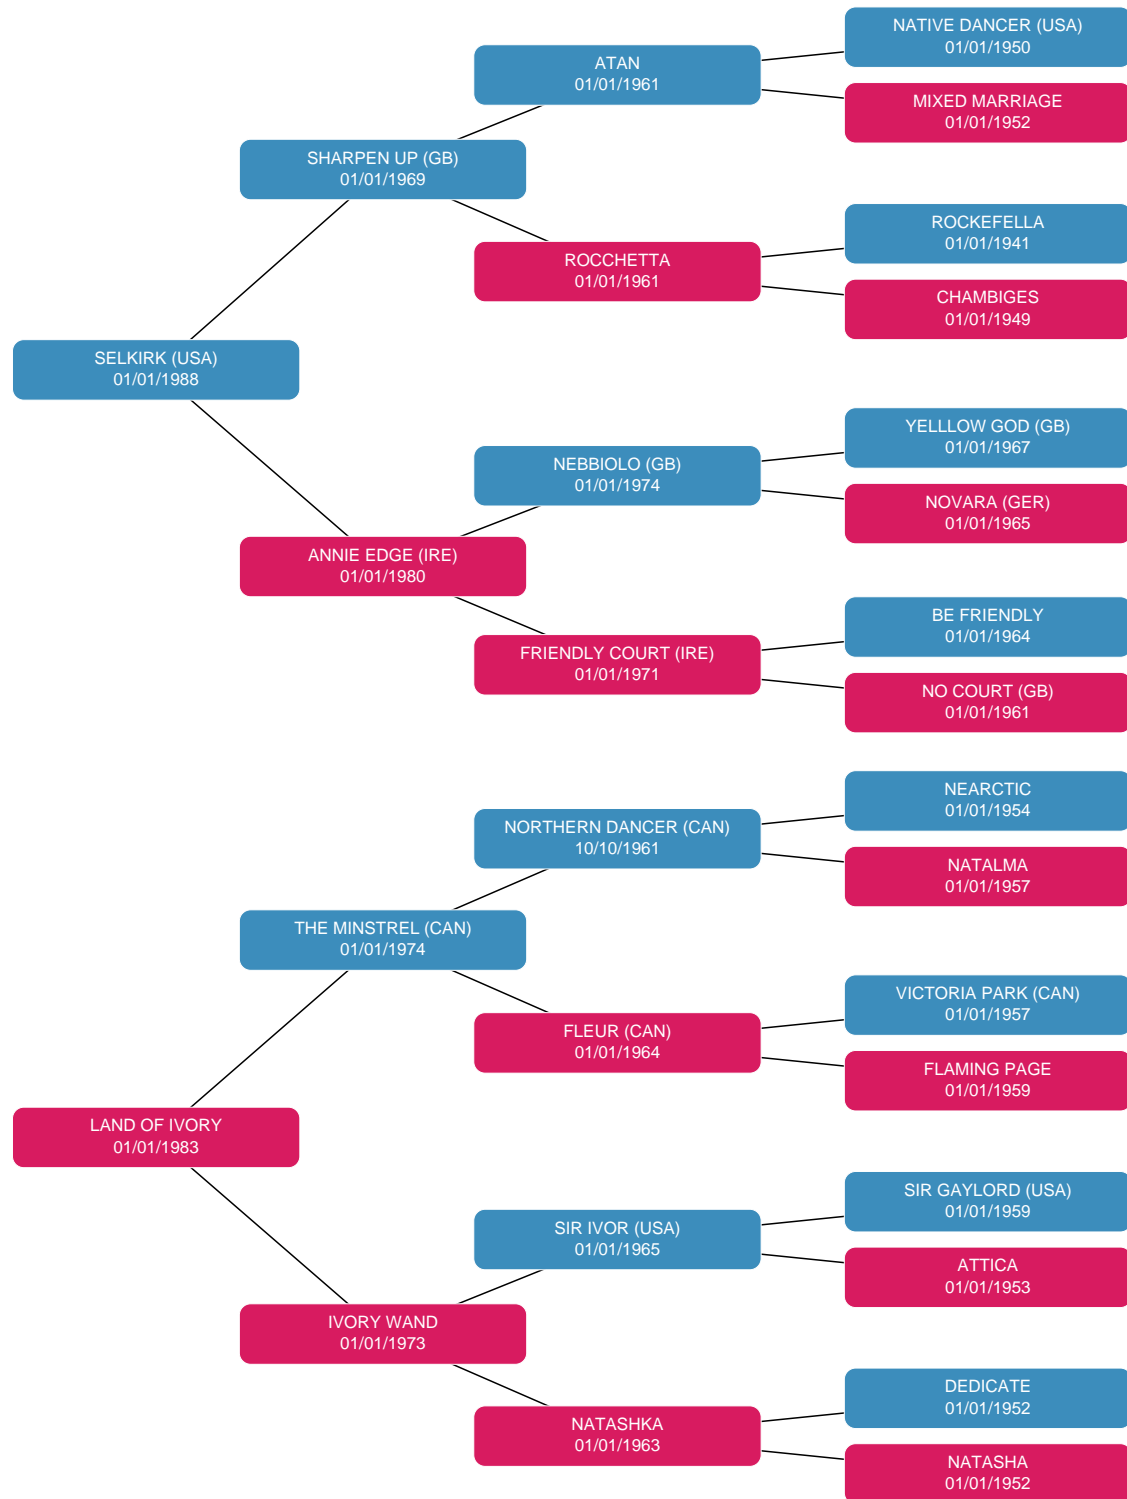 NATIVE DANCER (USA)
01/01/1950
ATAN
01/01/1961
MIXED MARRIAGE
01/01/1952
SHARPEN UP (GB)
01/01/1969
ROCKEFELLA
01/01/1941
ROCCHETTA
01/01/1961
CHAMBIGES
01/01/1949
SELKIRK (USA)
01/01/1988
YELLLOW GOD (GB)
01/01/1967
NEBBIOLO (GB)
01/01/1974
NOVARA (GER)
01/01/1965
ANNIE EDGE (IRE)
01/01/1980
BE FRIENDLY
01/01/1964
FRIENDLY COURT (IRE)
01/01/1971
NO COURT (GB)
01/01/1961
NEARCTIC
01/01/1954
NORTHERN DANCER (CAN)
10/10/1961
NATALMA
01/01/1957
THE MINSTREL (CAN)
01/01/1974
VICTORIA PARK (CAN)
01/01/1957
FLEUR (CAN)
01/01/1964
FLAMING PAGE
01/01/1959
LAND OF IVORY
01/01/1983
SIR GAYLORD (USA)
01/01/1959
SIR IVOR (USA)
01/01/1965
ATTICA
01/01/1953
IVORY WAND
01/01/1973
DEDICATE
01/01/1952
NATASHKA
01/01/1963
NATASHA
01/01/1952